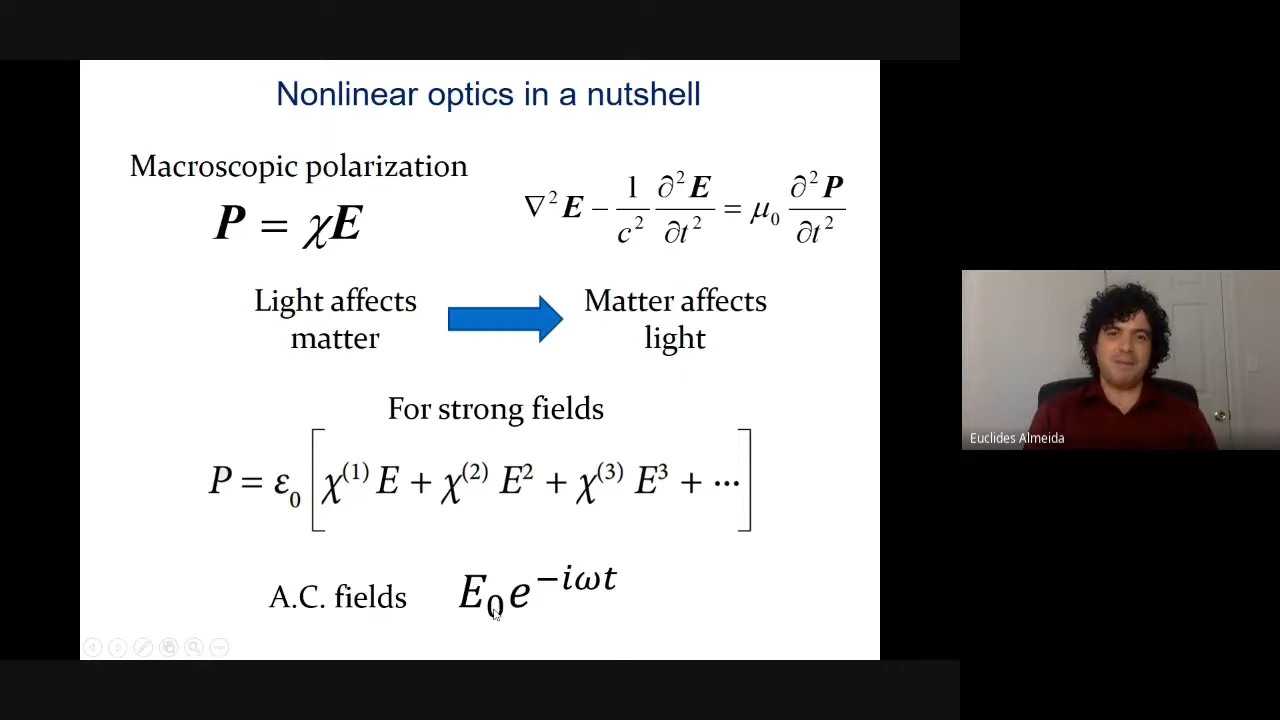 Nonlinear optics in a nutshell
Macroscopic polarization
P = χE
∇²E − 1/c² ∂²E/∂t² = μ₀ ∂²P/∂t²
Light affects
matter
Matter affects
light
For strong fields
P = ε₀ [χ⁽¹⁾ E + χ⁽²⁾ E² + χ⁽³⁾ E³ + ⋯]
A.C. fields E₀e^{−iωt}
Euclides Almeida